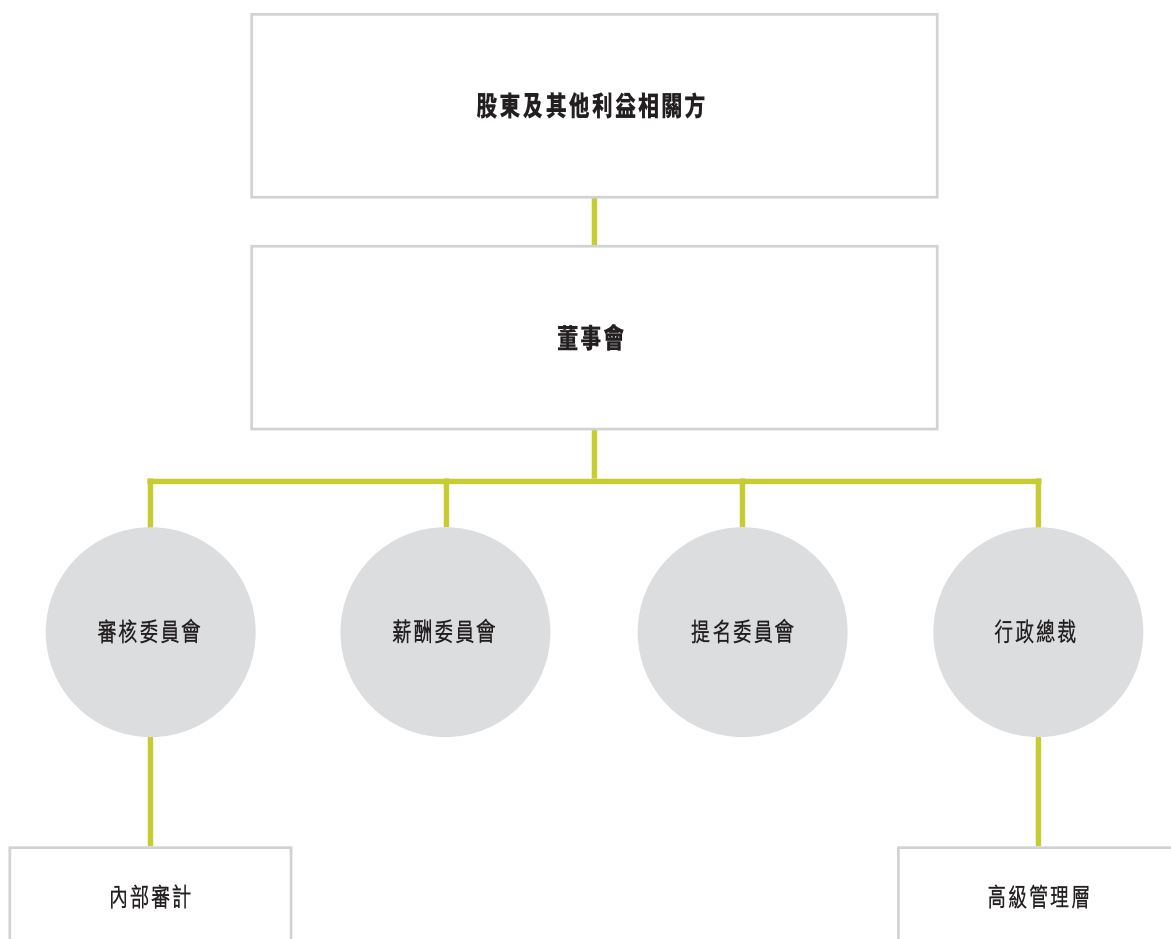 股東及其他利益相關方
董事會
審核委員會
薪酬委員會
提名委員會
行政總裁
內部審計
高級管理層